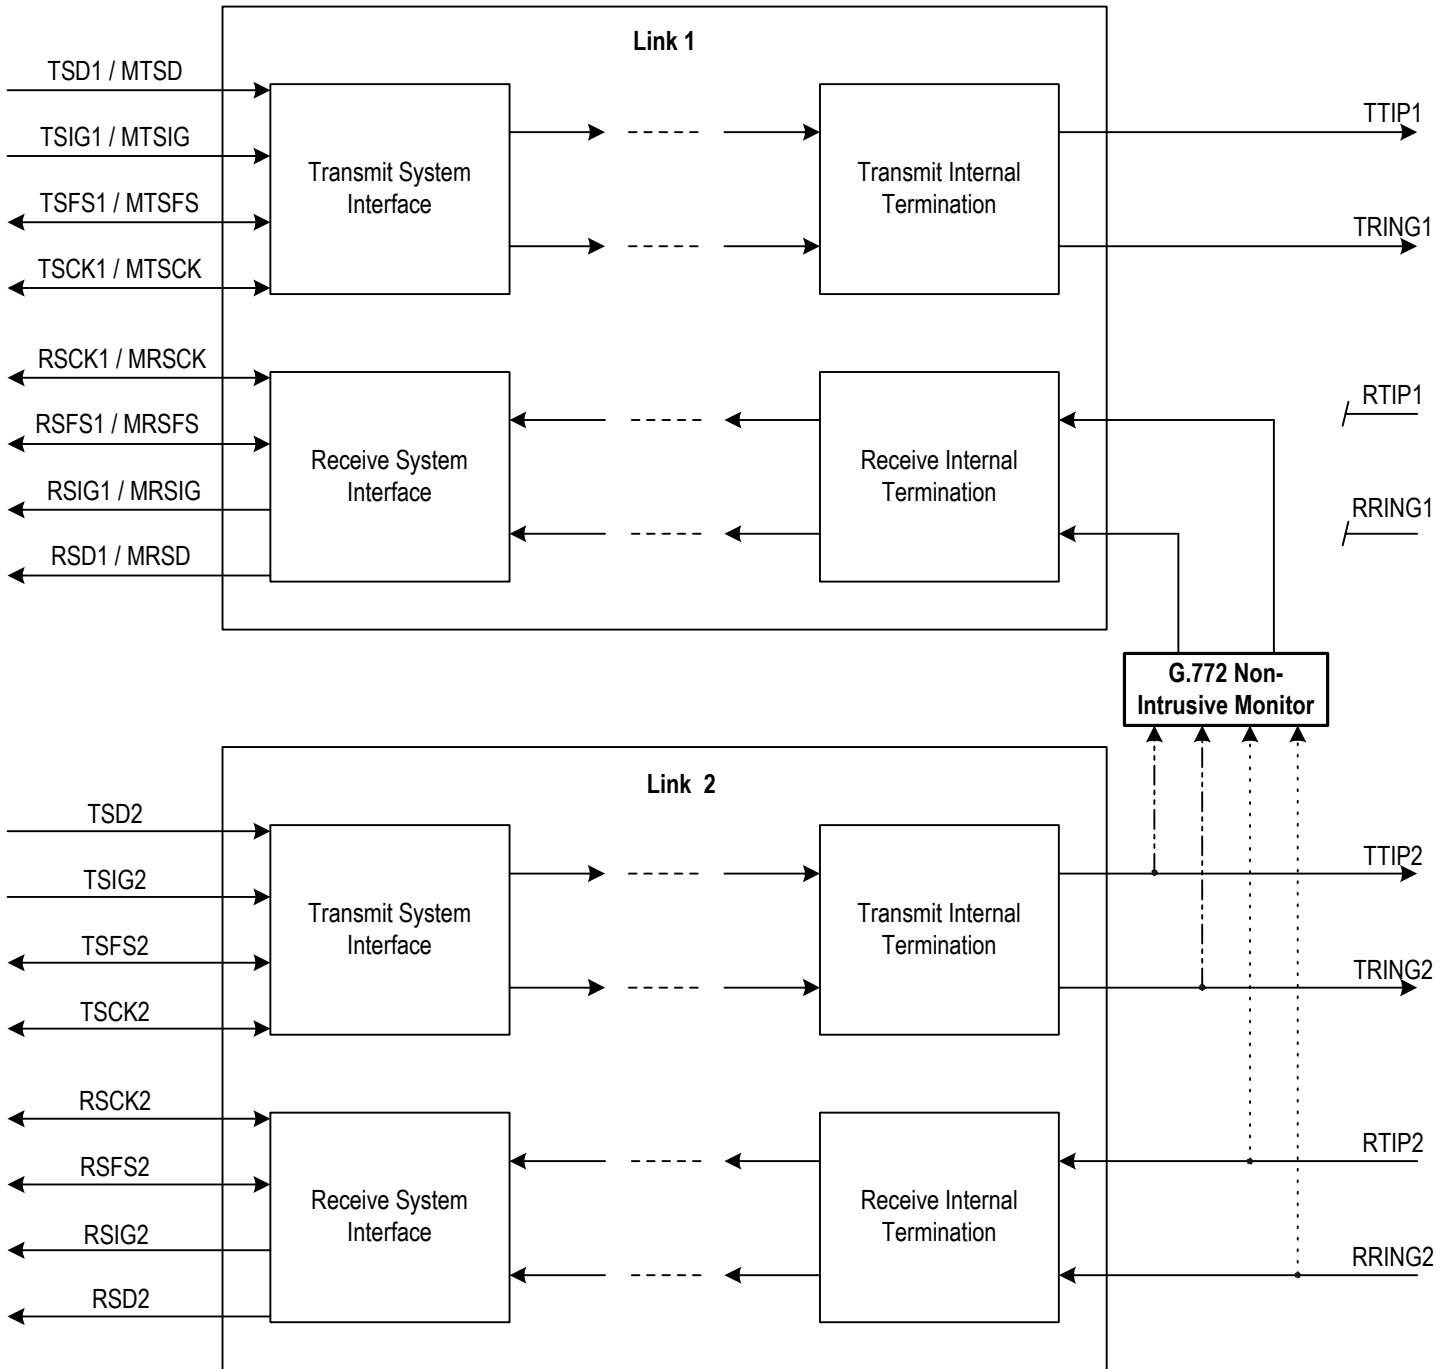 Link 1
TSD1 / MTSD
TSIG1 / MTSIG
TSFS1 / MTSFS
TSCK1 / MTSCK
Transmit System
Interface
Transmit Internal
Termination
TTIP1
TRING1
RSCK1 / MRSCK
RSFS1 / MRSFS
RSIG1 / MRSIG
RSD1 / MRSD
Receive System
Interface
Receive Internal
Termination
RTIP1
RRING1
G.772 Non-
Intrusive Monitor
Link 2
TSD2
TSIG2
TSFS2
TSCK2
Transmit System
Interface
Transmit Internal
Termination
TTIP2
TRING2
RSCK2
RSFS2
RSIG2
RSD2
Receive System
Interface
Receive Internal
Termination
RTIP2
RRING2